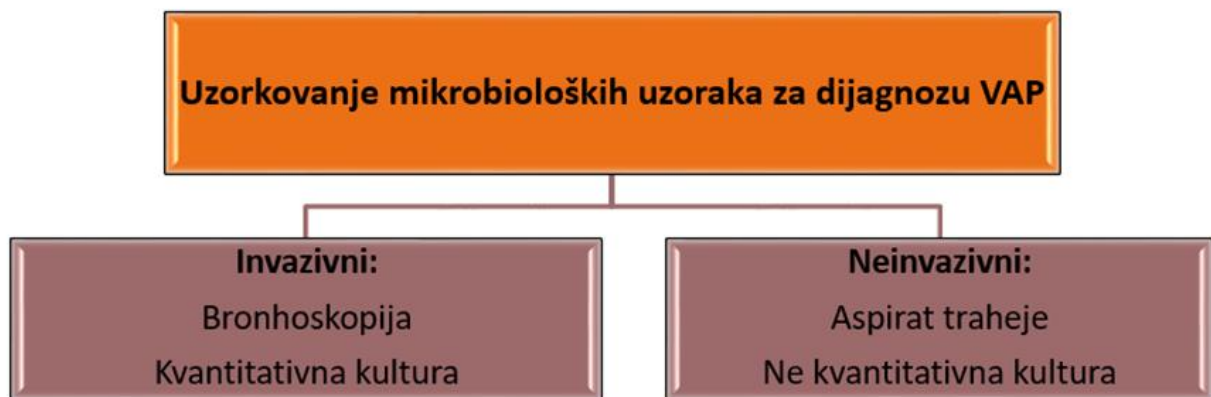 Uzorkovanje mikrobioloških uzoraka za dijagnozu VAP
Invazivni:
Bronhoskopija
Kvantitativna kultura
Neinvazivni:
Aspirat traheje
Ne kvantitativna kultura